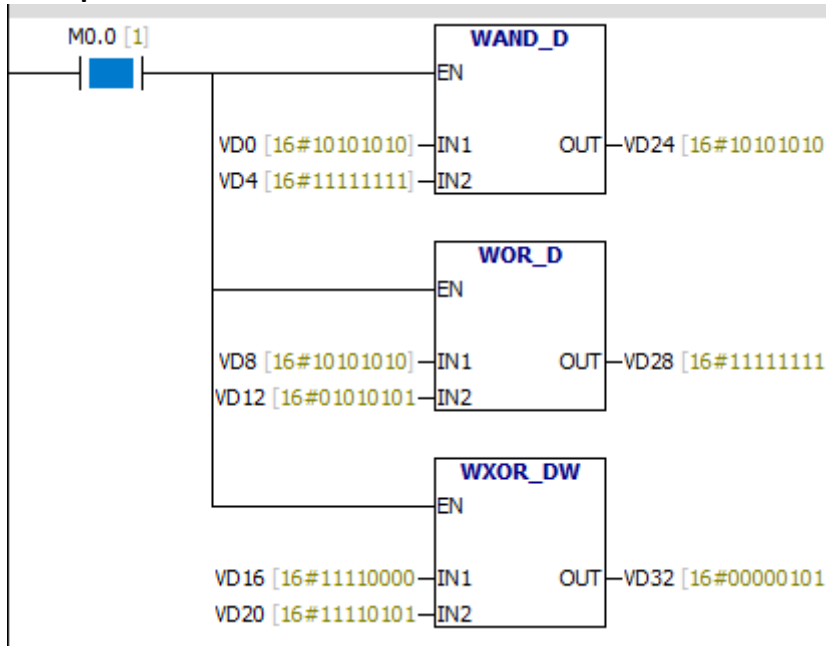 M0.0 [1]
WAND_D
EN
VD0 [16#10101010] IN1 OUT VD24 [16#10101010
VD4 [16#11111111] IN2
WOR_D
EN
VD8 [16#10101010] IN1 OUT VD28 [16#11111111
VD12 [16#01010101 IN2
WXOR_DW
EN
VD16 [16#11110000 IN1 OUT VD32 [16#00000101
VD20 [16#11110101 IN2